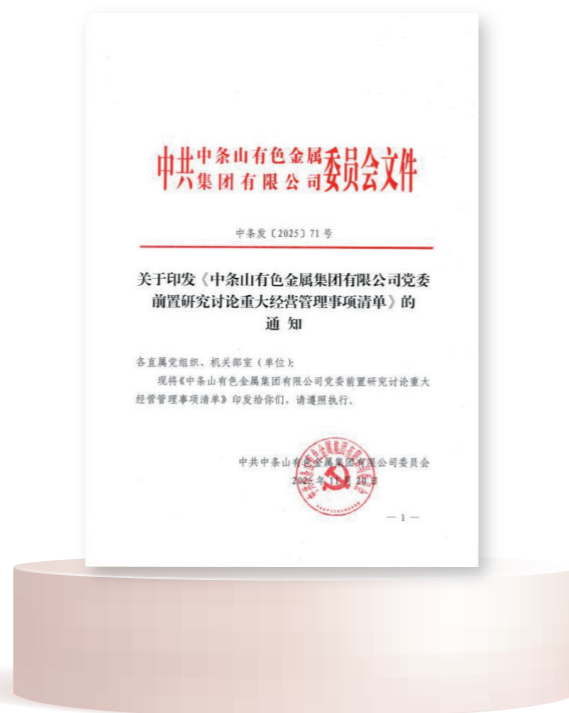 中共中条山有色金属集团有限公司委员会文件
中条发〔2025〕71号
关于印发《中条山有色金属集团有限公司党委
前置研究讨论重大经营管理事项清单》的
通 知
各直属党组织、机关部室（单位）：
现将《中条山有色金属集团有限公司党委前置研究讨论重大
经营管理事项清单》印发给你们，请遵照执行。
中共中条山有色金属集团有限公司委员会
2025年11月20日
— 1 —